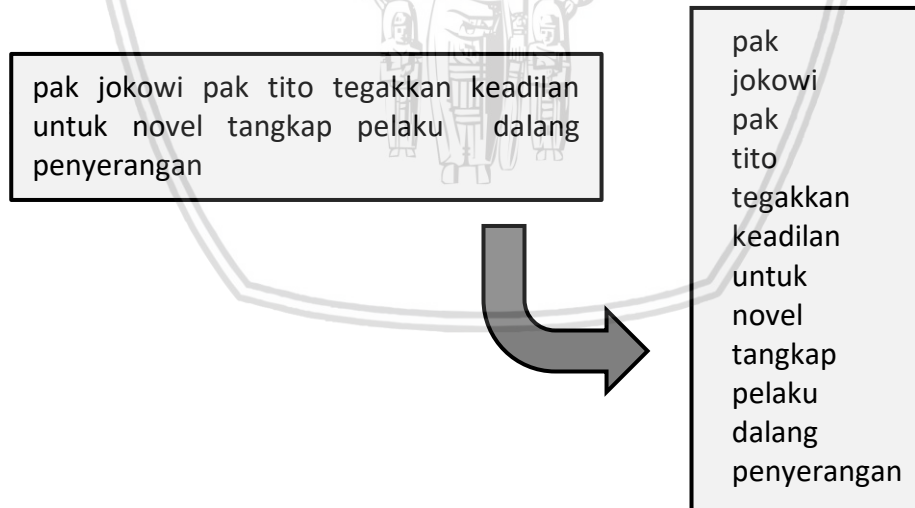 pak jokowi pak tito tegakkan keadilan
untuk novel tangkap pelaku dalang
penyerangan
pak
jokowi
pak
tito
tegakkan
keadilan
untuk
novel
tangkap
pelaku
dalang
penyerangan